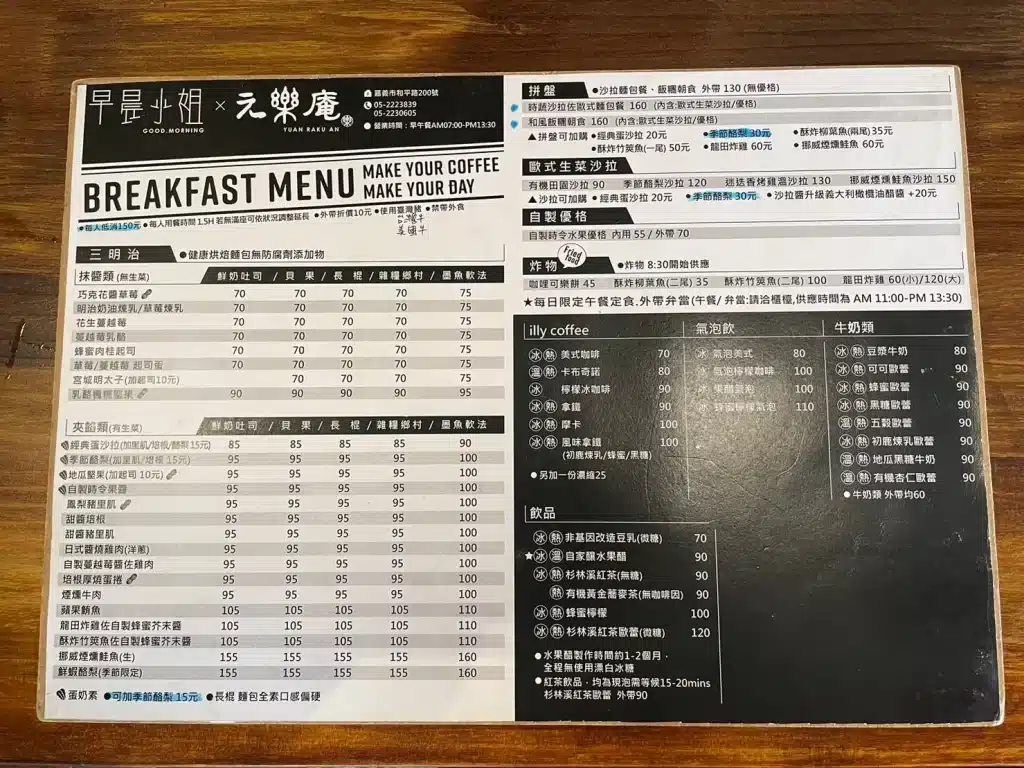 早晨小姐 × 元樂庵
GOOD.MORNING YUAN RAKU AN
嘉義市和平路200號
05-2223839
05-2230605
● 營業時間：早午餐AM07:00-PM13:30
BREAKFAST MENU
MAKE YOUR COFFEE
MAKE YOUR DAY
●每人低消150元 ●每人用餐時間1.5H 若無滿座可依狀況調整延長 ●外帶折價10元 ●使用臺灣豬 ●禁帶外食
台灣牛
美國牛
三明治 ●健康烘焙麵包無防腐劑添加物
抹醬類(無生菜) 鮮奶吐司 / 貝果 / 長棍 / 雜糧鄉村 / 墨魚軟法
巧克花醬草莓 70 70 70 70 75
明治奶油煉乳/草莓煉乳 70 70 70 70 75
花生蔓越莓 70 70 70 70 75
蔓越莓乳酪 70 70 70 70 75
蜂蜜肉桂起司 70 70 70 70 75
草莓/蔓越莓 起司蛋 70 70 70 70 75
宮城明太子(加起司10元) 70 70 70 75
乳酪楓糖堅果 90 90 90 90 95
夾餡類(有生菜) 鮮奶吐司 / 貝果 / 長棍 / 雜糧鄉村 / 墨魚軟法
經典蛋沙拉(加里肌/焙根/酪梨15元) 85 85 85 85 90
季節酪梨(加里肌/焙根 15元) 95 95 95 95 100
地瓜堅果(加起司 10元) 95 95 95 95 100
自製時令果醬 95 95 95 95 100
鳳梨豬里肌 95 95 95 95 100
甜醬焙根 95 95 95 95 100
甜醬豬里肌 95 95 95 95 100
日式醬燒雞肉(洋蔥) 95 95 95 95 100
自製蔓越莓醬佐雞肉 95 95 95 95 100
培根厚燒蛋捲 95 95 95 95 100
煙燻牛肉 95 95 95 95 100
蘋果鮪魚 105 105 105 105 110
龍田炸雞佐自製蜂蜜芥末醬 105 105 105 105 110
酥炸竹筴魚佐自製蜂蜜芥末醬 105 105 105 105 110
挪威煙燻鮭魚(生) 155 155 155 155 160
鮮蝦酪梨(季節限定) 155 155 155 155 160
蛋奶素 ●可加季節酪梨 15元 ●長棍 麵包全素口感偏硬
拼盤 ●沙拉麵包餐、飯糰朝食 外帶 130 (無優格)
時蔬沙拉佐歐式麵包餐 160 (內含:歐式生菜沙拉/優格)
和風飯糰朝食 160 (內含:歐式生菜沙拉/優格)
▲拼盤可加購 ●經典蛋沙拉 20元 ●季節酪梨 30元 ●酥炸柳葉魚(兩尾) 35元
●酥炸竹筴魚(一尾) 50元 ●龍田炸雞 60元 ●挪威煙燻鮭魚 60元
歐式生菜沙拉
有機田園沙拉 90 季節酪梨沙拉 120 迷迭香烤雞溫沙拉 130 挪威煙燻鮭魚沙拉 150
▲沙拉可加購 ●經典蛋沙拉 20元 ●季節酪梨 30元 ●沙拉醬升級義大利橄欖油醋醬 +20元
自製優格
自製時令水果優格 內用 55 / 外帶 70
炸物 Fried food ●炸物 8:30開始供應
咖哩可樂餅 45 酥炸柳葉魚(二尾) 35 酥炸竹筴魚(二尾) 100 龍田炸雞 60(小)/120(大)
★每日限定午餐定食.外帶弁當(午餐/ 弁當:請洽櫃檯,供應時間為 AM 11:00-PM 13:30)
illy coffee
冰 熱 美式咖啡 70
溫 熱 卡布奇諾 80
冰 檸檬冰咖啡 90
冰 熱 拿鐵 90
冰 熱 摩卡 100
冰 熱 風味拿鐵 100
(初鹿煉乳/蜂蜜/黑糖)
●另加一份濃縮25
氣泡飲
冰 氣泡美式 80
冰 氣泡檸檬咖啡 100
冰 果醋氣泡 100
冰 蜂蜜檸檬氣泡 110
牛奶類
冰 熱 豆漿牛奶 80
冰 熱 可可歐蕾 90
冰 熱 蜂蜜歐蕾 90
冰 熱 黑糖歐蕾 90
溫 熱 五穀歐蕾 90
冰 熱 初鹿煉乳歐蕾 90
溫 熱 地瓜黑糖牛奶 90
溫 熱 有機杏仁歐蕾 90
●牛奶類 外帶均60
飲品
冰 熱 非基因改造豆乳(微糖) 70
★冰 溫 自家釀水果醋 90
冰 熱 杉林溪紅茶(無糖) 90
熱 有機黃金蕎麥茶(無咖啡因) 90
冰 熱 蜂蜜檸檬 100
冰 熱 杉林溪紅茶歐蕾(微糖) 120
●水果醋製作時間約1-2個月，
全程無使用漂白冰糖
●紅茶飲品，均為現泡需等候15-20mins
杉林溪紅茶歐蕾 外帶90